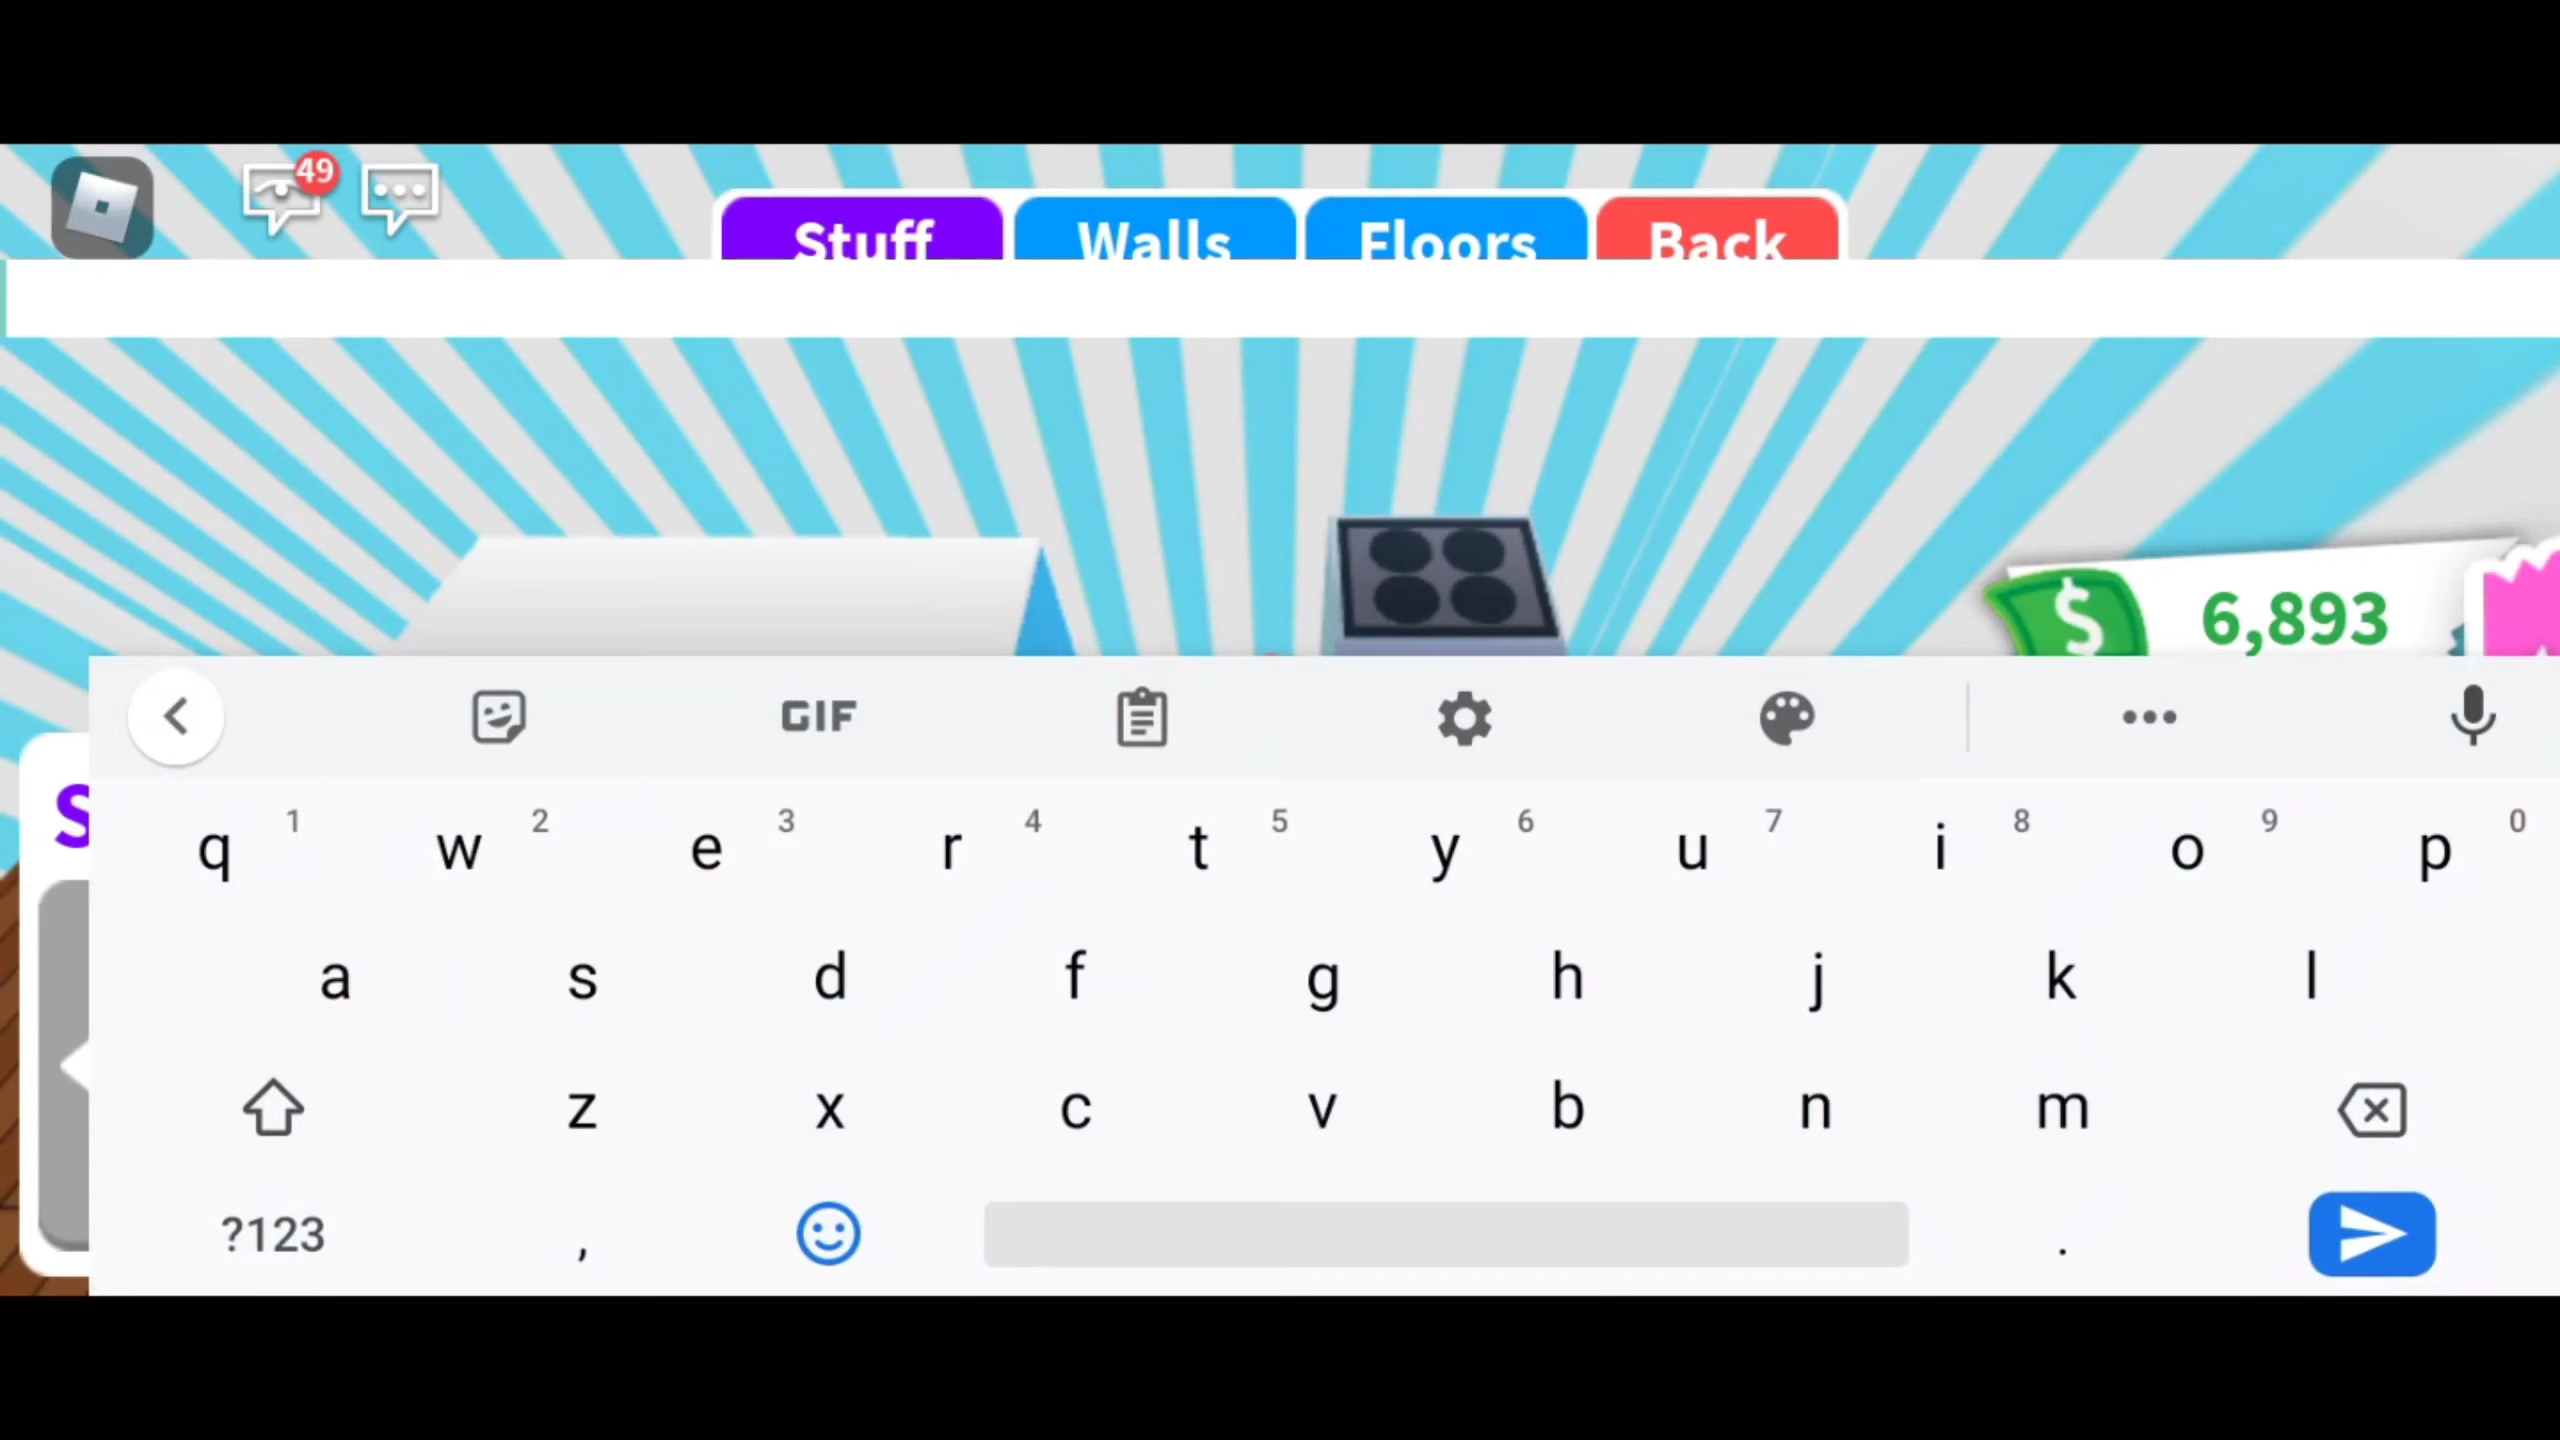 49
Stuff Walls Floors Back
$ 6,893
GIF
S
1 2 3 4 5 6 7 8 9 0
q w e r t y u i o p
a s d f g h j k l
z x c v b n m
?123 , .